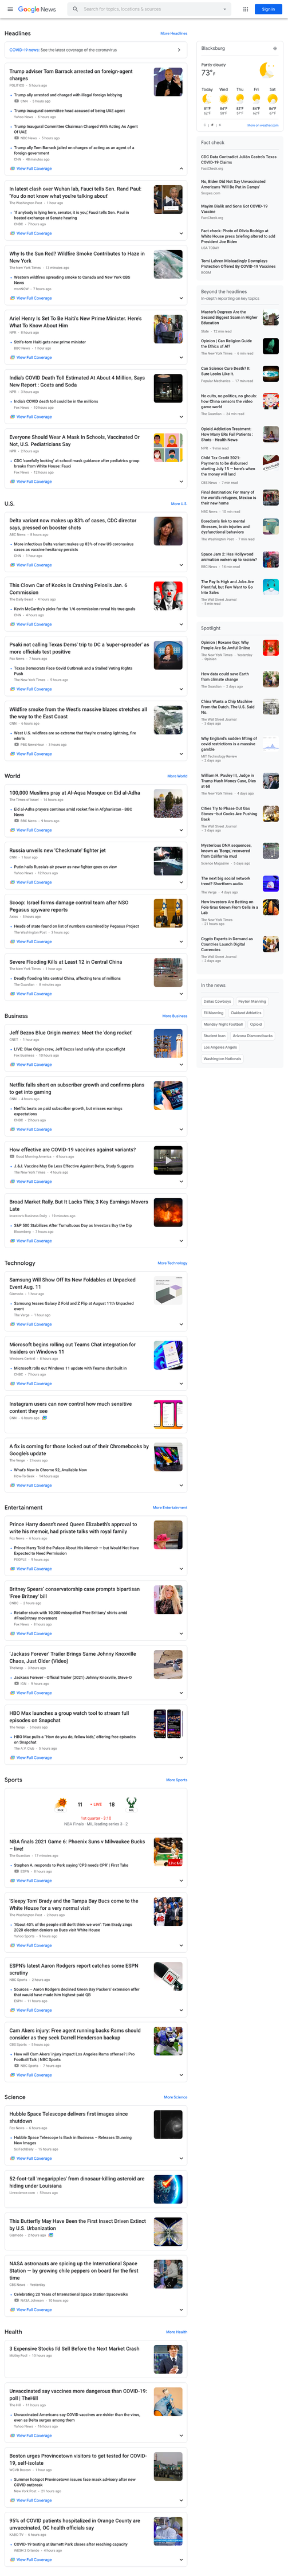 Google News
Search for topics, locations & sources
Sign in
Headlines
More Headlines
COVID-19 news: See the latest coverage of the coronavirus
Trump adviser Tom Barrack arrested on foreign-agent
charges
POLITICO · 5 hours ago
Trump ally arrested and charged with illegal foreign lobbying
CNN · 5 hours ago
Trump inaugural committee head accused of being UAE agent
Yahoo News · 6 hours ago
Trump Inaugural Committee Chairman Charged With Acting As Agent
Of UAE
NBC News · 5 hours ago
Trump ally Tom Barrack jailed on charges of acting as an agent of a
foreign government
CNN · 48 minutes ago
View Full Coverage
In latest clash over Wuhan lab, Fauci tells Sen. Rand Paul:
'You do not know what you're talking about'
The Washington Post · 1 hour ago
'If anybody is lying here, senator, it is you,' Fauci tells Sen. Paul in
heated exchange at Senate hearing
CNBC · 7 hours ago
View Full Coverage
Why Is the Sun Red? Wildfire Smoke Contributes to Haze in
New York
The New York Times · 13 minutes ago
Western wildfires spreading smoke to Canada and New York CBS
News
msnNOW · 7 hours ago
View Full Coverage
Ariel Henry Is Set To Be Haiti's New Prime Minister. Here's
What To Know About Him
NPR · 8 hours ago
Strife-torn Haiti gets new prime minister
BBC News · 7 hours ago
View Full Coverage
India's COVID Death Toll Estimated At About 4 Million, Says
New Report : Goats and Soda
NPR · 3 hours ago
India's COVID death toll could be in the millions
Fox News · 10 hours ago
View Full Coverage
Everyone Should Wear A Mask In Schools, Vaccinated Or
Not, U.S. Pediatricians Say
NPR · 2 hours ago
CDC 'carefully looking' at school mask guidance after pediatrics group
breaks from White House: Fauci
Fox News · 13 hours ago
View Full Coverage
U.S.
More U.S.
Delta variant now makes up 83% of cases, CDC director
says, pressed on booster shots
ABC News · 8 hours ago
More infectious Delta variant makes up 83% of new US coronavirus
cases as vaccine hesitancy persists
CNN · 1 hour ago
View Full Coverage
This Clown Car of Kooks Is Crashing Pelosi's Jan. 6
Commission
The Daily Beast · 9 hours ago
Kevin McCarthy's picks for the 1/6 commission reveal his true goals
CNN · 4 hours ago
View Full Coverage
Psaki not calling Texas Dems' trip to DC a 'super-spreader' as
more officials test positive
Fox News · 7 hours ago
Texas Democrats Face Covid Outbreak and a Stalled Voting Rights
Push
The New York Times · 5 hours ago
View Full Coverage
Wildfire smoke from the West's massive blazes stretches all
the way to the East Coast
CNN · 6 hours ago
West U.S. wildfires are so extreme that they're creating lightning, fire
whirls
PBS NewsHour · 3 hours ago
View Full Coverage
World
More World
100,000 Muslims pray at Al-Aqsa Mosque on Eid al-Adha
The Times of Israel · 14 hours ago
Eid al-Adha prayers continue amid rocket fire in Afghanistan - BBC
News
BBC News · 9 hours ago
View Full Coverage
Russia unveils new 'Checkmate' fighter jet
CNN · 1 hour ago
Putin hails Russia's air power as new fighter goes on view
Yahoo News · 12 hours ago
View Full Coverage
Scoop: Israel forms damage control team after NSO
Pegasus spyware reports
Axios · 9 hours ago
Heads of state found on list of numbers examined by Pegasus Project
The Washington Post · 5 hours ago
View Full Coverage
Severe Flooding Kills at Least 12 in Central China
The New York Times · 1 hour ago
Deadly flooding hits central China, affecting tens of millions
The Guardian · 6 minutes ago
View Full Coverage
Business
More Business
Jeff Bezos Blue Origin memes: Meet the 'dong rocket'
CNET · 1 hour ago
LIVE: Blue Origin crew, Jeff Bezos land safely after spaceflight
Fox Business · 10 hours ago
View Full Coverage
Netflix falls short on subscriber growth and confirms plans
to get into gaming
CNN · 4 hours ago
Netflix beats on paid subscriber growth, but misses earnings
expectations
CNBC · 2 hours ago
View Full Coverage
How effective are COVID-19 vaccines against variants?
Good Morning America · 8 hours ago
J.&J. Vaccine May Be Less Effective Against Delta, Study Suggests
The New York Times · 4 hours ago
View Full Coverage
Broad Market Rally, But It Lacks This; 3 Key Earnings Movers
Late
Investor's Business Daily · 19 minutes ago
S&P 500 Stabilizes After Tumultuous Day as Investors Buy the Dip
Bloomberg · 7 hours ago
View Full Coverage
Technology
More Technology
Samsung Will Show Off Its New Foldables at Unpacked
Event Aug. 11
Gizmodo · 1 hour ago
Samsung teases Galaxy Z Fold and Z Flip at August 11th Unpacked
event
The Verge · 1 hour ago
View Full Coverage
Microsoft begins rolling out Teams Chat integration for
Insiders on Windows 11
Windows Central · 6 hours ago
Microsoft rolls out Windows 11 update with Teams chat built in
CNBC · 7 hours ago
View Full Coverage
Instagram users can now control how much sensitive
content they see
CNN · 6 hours ago
A fix is coming for those locked out of their Chromebooks by
Google's update
The Verge · 2 hours ago
What's New in Chrome 92, Available Now
How-To Geek · 10 hours ago
View Full Coverage
Entertainment
More Entertainment
Prince Harry doesn't need Queen Elizabeth's approval to
write his memoir, had private talks with royal family
Fox News · 5 hours ago
Prince Harry Told the Palace About His Memoir — but Would Not Have
Expected to Need Permission
PEOPLE · 9 hours ago
View Full Coverage
Britney Spears' conservatorship case prompts bipartisan
'Free Britney' bill
CNBC · 3 hours ago
Retailer stuck with 10,000 misspelled 'Free Brittany' shirts amid
#FreeBritney movement
Fox News · 8 hours ago
View Full Coverage
'Jackass Forever' Trailer Brings Same Johnny Knoxville
Chaos, Just Older (Video)
TheWrap · 3 hours ago
Jackass Forever - Official Trailer (2021) Johnny Knoxville, Steve-O
IGN · 9 hours ago
View Full Coverage
HBO Max launches a group watch tool to stream full
episodes on Snapchat
The Verge · 3 hours ago
HBO Max pulls a "How do you do, fellow kids," offering free episodes
on Snapchat
The A.V. Club · 5 hours ago
View Full Coverage
Sports
More Sports
11 • LIVE 18
PHX MIL
1st quarter · 3:15
NBA Finals · MIL leading series 3 - 2
NBA finals 2021 Game 6: Phoenix Suns v Milwaukee Bucks
– live!
The Guardian · 17 minutes ago
Stephen A. responds to Perk saying 'CP3 needs CPR' | First Take
ESPN · 9 hours ago
View Full Coverage
'Sleepy Tom' Brady and the Tampa Bay Bucs come to the
White House for a very normal visit
The Washington Post · 2 hours ago
'About 40% of the people still don't think we won': Tom Brady zings
2020 election deniers as Bucs visit White House
Yahoo Sports · 5 hours ago
View Full Coverage
ESPN's latest Aaron Rodgers report catches some ESPN
scrutiny
NBC Sports · 2 hours ago
Sources -- Aaron Rodgers declined Green Bay Packers' extension offer
that would have made him highest-paid QB
ESPN · 11 hours ago
View Full Coverage
Cam Akers injury: Free agent running backs Rams should
consider as they seek Darrell Henderson backup
CBS Sports · 5 hours ago
How will Cam Akers' injury impact Los Angeles Rams offense? | Pro
Football Talk | NBC Sports
NBC Sports · 7 hours ago
View Full Coverage
Science
More Science
Hubble Space Telescope delivers first images since
shutdown
Fox News · 6 hours ago
Hubble Space Telescope Is Back in Business – Releases Stunning
New Images
SciTechDaily · 10 hours ago
View Full Coverage
52-foot-tall 'megaripples' from dinosaur-killing asteroid are
hiding under Louisiana
Livescience.com · 9 hours ago
This Butterfly May Have Been the First Insect Driven Extinct
by U.S. Urbanization
Gizmodo · 3 hours ago
NASA astronauts are spicing up the International Space
Station — by growing chile peppers on board for the first
time
CBS News · Yesterday
Celebrating 20 Years of International Space Station Spacewalks
NASA Johnson · 10 hours ago
View Full Coverage
Health
More Health
3 Expensive Stocks I'd Sell Before the Next Market Crash
Motley Fool · 13 hours ago
Unvaccinated say vaccines more dangerous than COVID-19:
poll | TheHill
The Hill · 11 hours ago
Unvaccinated Americans say COVID vaccines are riskier than the virus,
even as Delta surges among them
Yahoo News · 16 hours ago
View Full Coverage
Boston urges Provincetown visitors to get tested for COVID-
19, self-isolate
WCVB Boston · 1 hour ago
Summer hotspot Provincetown issues face-mask advisory after new
COVID outbreak
New York Post · 21 hours ago
View Full Coverage
95% of COVID patients hospitalized in Orange County are
unvaccinated, OC health officials say
KABC-TV · 6 hours ago
COVID-19 testing at Barnett Park closes after reaching capacity
WESH 2 Orlando · 4 hours ago
View Full Coverage
Blacksburg
Partly cloudy
73°F
Today Wed Thu Fri Sat
More on weather.com
Fact check
CDC Data Contradict Julián Castro's Texas
COVID-19 Claims
FactCheck.org
No, Biden Did Not Say Unvaccinated
Americans 'Will Be Put in Camps'
Snopes.com
Mayim Bialik and Sons Got COVID-19
Vaccine
FactCheck.org
Fact check: Photo of Olivia Rodrigo at
White House press briefing altered to add
President Joe Biden
USA TODAY
Tomi Lahren Misleadingly Downplays
Protection Offered By COVID-19 Vaccines
BOOM
Beyond the headlines
In-depth reporting on key topics
Maxine's Degrees Are the
Second Biggest Scam in Higher
Education
Slate · 12 min read
Opinion | Can Religion Guide
the Ethics of AI?
The New York Times · 6 min read
Can Science Cure Death? It
Sure Looks Like It.
Popular Mechanics · 17 min read
No cults, no politics, no ghouls:
how China censors the video
game world
The Guardian · 34 min read
Opioid Addiction Treatment:
How Many ERs Fail Patients :
Shots - Health News
NPR · 9 min read
Child Tax Credit 2021:
Payments to be disbursed
starting July 15 — here's when
the money will land
CBS News · 7 min read
Final destination: For many of
the world's refugees, Mexico is
their new home
NBC News · 10 min read
Boredom's link to mental
illnesses, brain injuries and
dysfunctional behaviors
The Washington Post · 7 min read
Space Jam 2: Has Hollywood
animation woken up to racism?
BBC News · 14 min read
The Pay Is High and Jobs Are
Plentiful, but Few Want to Go
Into Sales
The Wall Street Journal
Spotlight
Opinion | Roxane Gay: Why
People Are So Awful Online
The New York Times · Yesterday
Opinion
How data could save Earth
from climate change
The Guardian · 2 days ago
China Wants a Chip Machine
From the Dutch. The U.S. Said
No.
The Wall Street Journal
Why England's sudden lifting of
covid restrictions is a massive
gamble
MIT Technology Review
William H. Pauley III, Judge in
Trump Hush Money Case, Dies
at 68
The New York Times · 4 days ago
Cities Try to Phase Out Gas
Stoves—but Cooks Are Pushing
Back
The Wall Street Journal
Mysterious DNA sequences,
known as 'Borgs,' recovered
from California mud
Science Magazine · 5 days ago
The next big social network
trend? Shortform audio
The Verge · 4 days ago
How Investors Are Betting on
Foie Gras Grown From Cells in a
Lab
The New York Times
21 hours ago
Crypto Experts in Demand as
Countries Launch Digital
Currencies
The Wall Street Journal
In the news
Dallas Cowboys
Peyton Manning
Eli Manning
Oakland Athletics
Monday Night Football
Opioid
Student loan
Arizona Diamondbacks
Los Angeles Angels
Washington Nationals